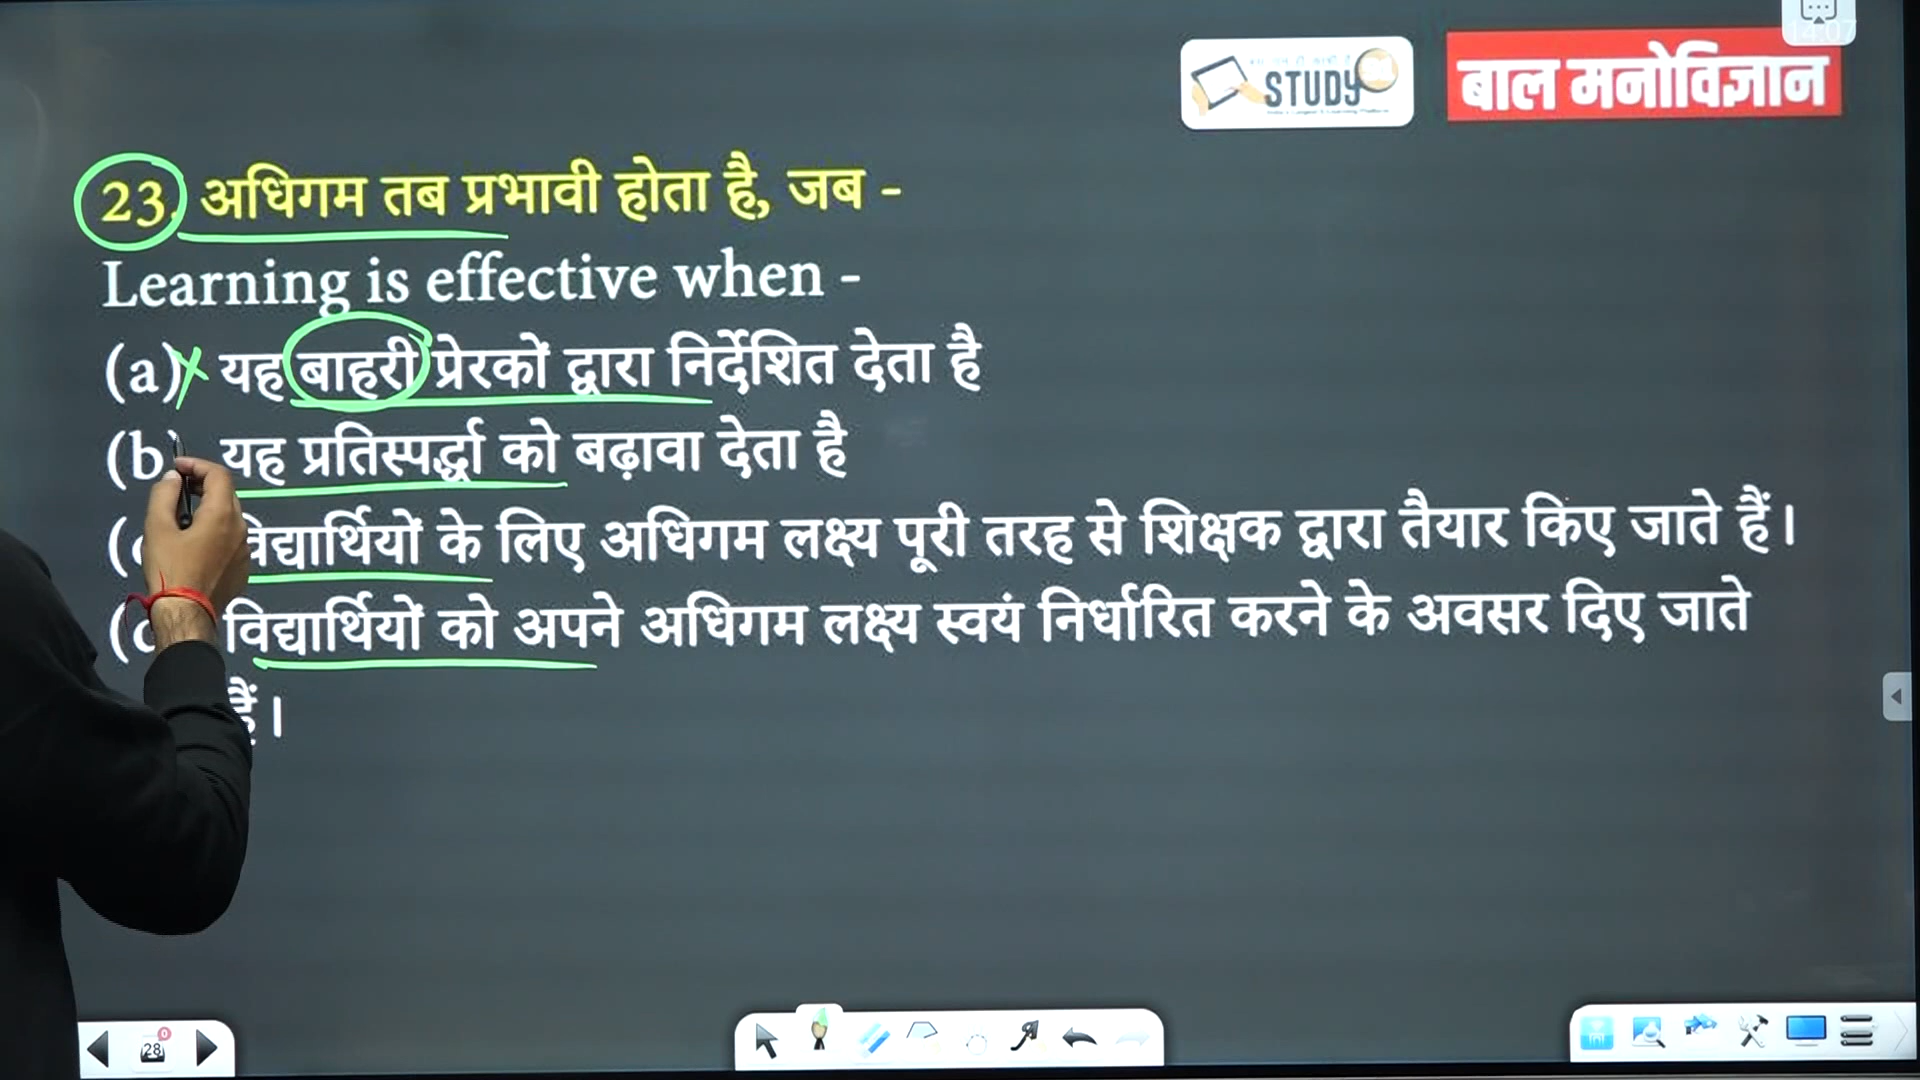 STUDY
बाल मनोविज्ञान
23. अधिगम तब प्रभावी होता है, जब -
Learning is effective when -
(a) यह बाहरी प्रेरकों द्वारा निर्देशित देता है
(b) यह प्रतिस्पर्द्धा को बढ़ावा देता है
विद्यार्थियों के लिए अधिगम लक्ष्य पूरी तरह से शिक्षक द्वारा तैयार किए जाते हैं।
विद्यार्थियों को अपने अधिगम लक्ष्य स्वयं निर्धारित करने के अवसर दिए जाते
हैं।
28
0